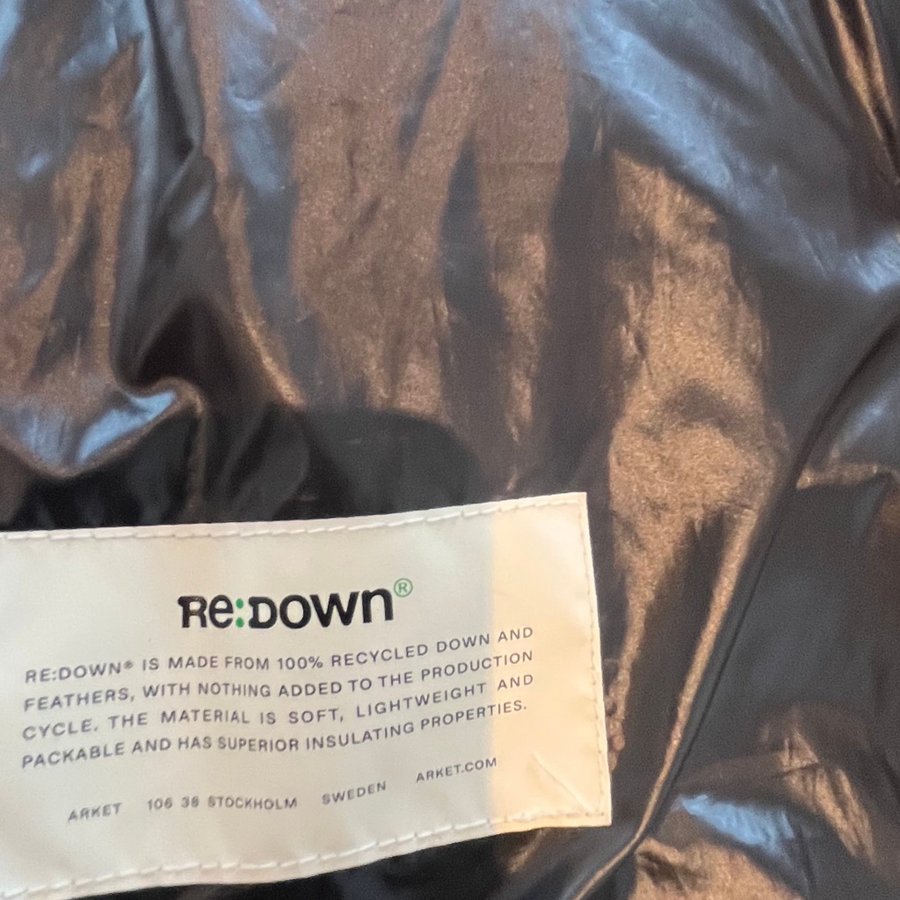 Re:Down®
RE:DOWN® IS MADE FROM 100% RECYCLED DOWN AND
FEATHERS, WITH NOTHING ADDED TO THE PRODUCTION
CYCLE. THE MATERIAL IS SOFT, LIGHTWEIGHT AND
PACKABLE AND HAS SUPERIOR INSULATING PROPERTIES.
ARKET 106 38 STOCKHOLM SWEDEN ARKET.COM